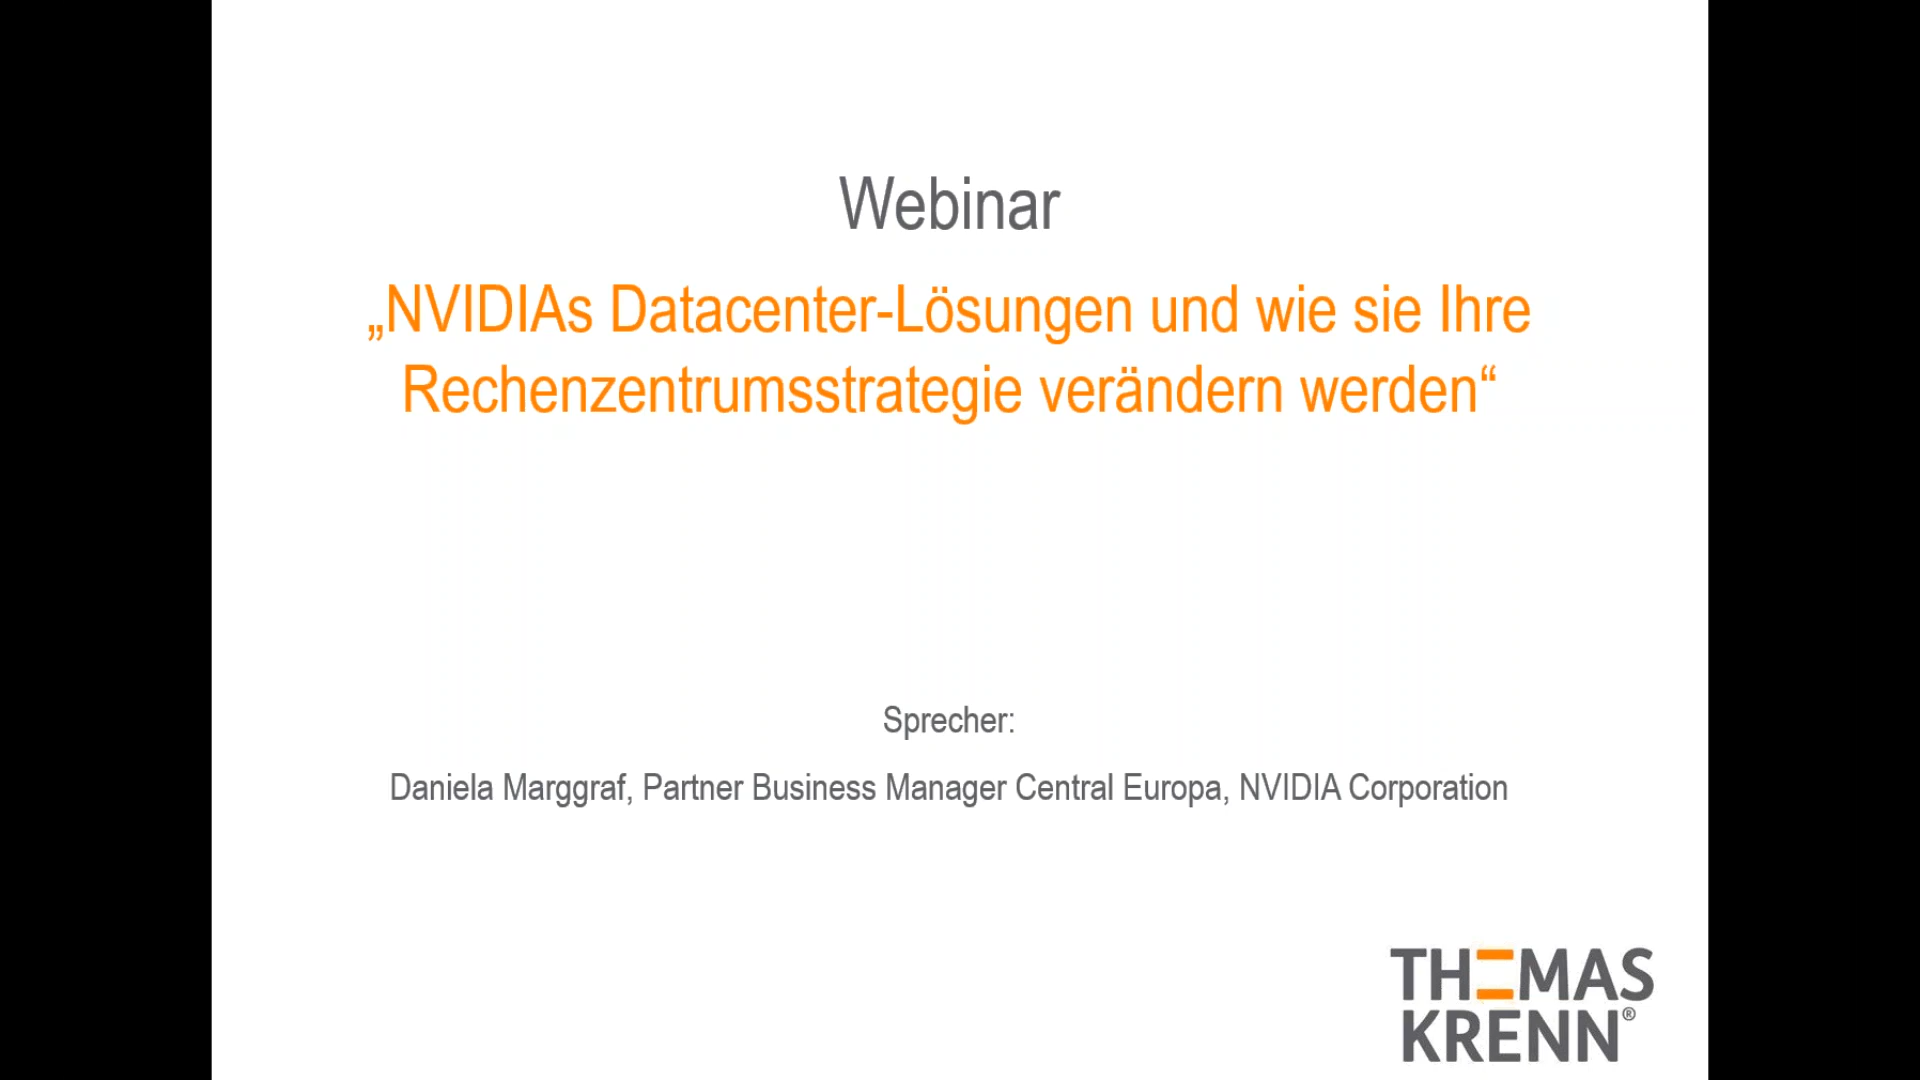 Webinar
„NVIDIAs Datacenter-Lösungen und wie sie Ihre
Rechenzentrumsstrategie verändern werden“
Sprecher:
Daniela Marggraf, Partner Business Manager Central Europa, NVIDIA Corporation
THOMAS
KRENN®